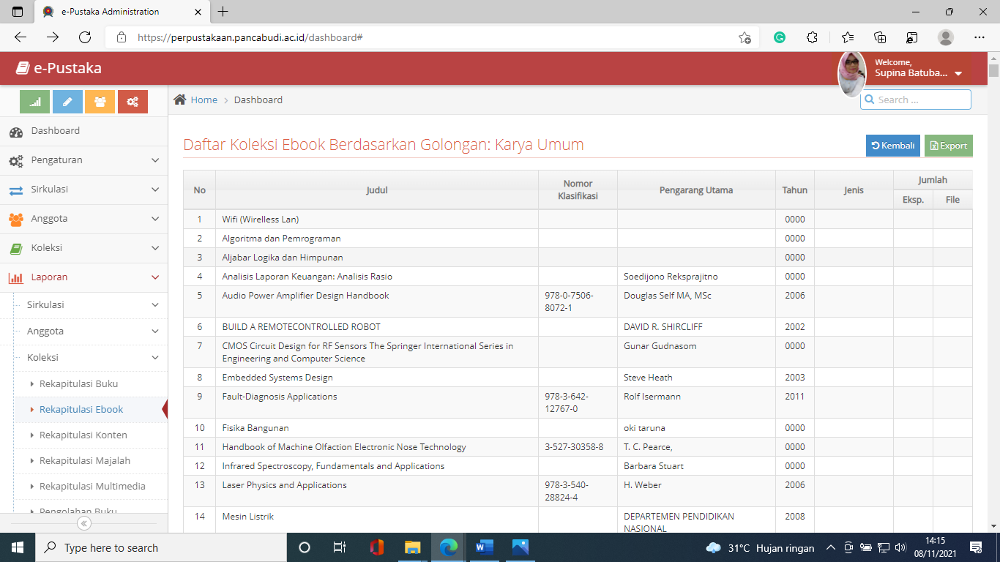 e-Pustaka Administration
https://perpustakaan.pancabudi.ac.id/dashboard#
e-Pustaka
Welcome,
Supina Batuba...
Home > Dashboard
Search ...
Dashboard
Pengaturan
Sirkulasi
Anggota
Koleksi
Laporan
Sirkulasi
Anggota
Koleksi
Rekapitulasi Buku
Rekapitulasi Ebook
Rekapitulasi Konten
Rekapitulasi Majalah
Rekapitulasi Multimedia
Pengolahan Buku
Daftar Koleksi Ebook Berdasarkan Golongan: Karya Umum
Kembali
Export
No Judul Nomor Klasifikasi Pengarang Utama Tahun Jenis Jumlah
Eksp. File
1 Wifi (Wirelless Lan) 0000
2 Algoritma dan Pemrograman 0000
3 Aljabar Logika dan Himpunan 0000
4 Analisis Laporan Keuangan: Analisis Rasio Soedijono Reksprajitno 0000
5 Audio Power Amplifier Design Handbook 978-0-7506- Douglas Self MA, MSc 2006
8072-1
6 BUILD A REMOTECONTROLLED ROBOT DAVID R. SHIRCLIFF 2002
7 CMOS Circuit Design for RF Sensors The Springer International Series in Gunar Gudnasom 0000
Engineering and Computer Science
8 Embedded Systems Design Steve Heath 2003
9 Fault-Diagnosis Applications 978-3-642- Rolf Isermann 2011
12767-0
10 Fisika Bangunan oki taruna 0000
11 Handbook of Machine Olfaction Electronic Nose Technology 3-527-30358-8 T. C. Pearce, 0000
12 Infrared Spectroscopy, Fundamentals and Applications Barbara Stuart 0000
13 Laser Physics and Applications 978-3-540- H. Weber 2006
28824-4
14 Mesin Listrik DEPARTEMEN PENDIDIKAN 2008
NASIONAL
Type here to search
31°C Hujan ringan
14:15
08/11/2021